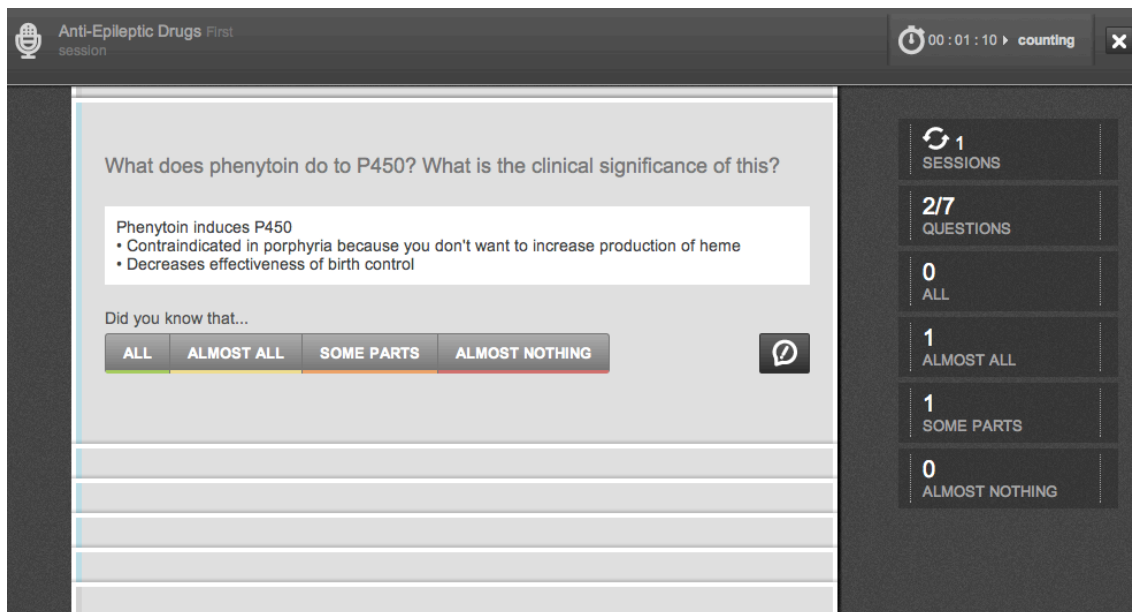 Anti-Epileptic Drugs First
session
00 : 01 : 10 counting
What does phenytoin do to P450? What is the clinical significance of this?
Phenytoin induces P450
• Contraindicated in porphyria because you don't want to increase production of heme
• Decreases effectiveness of birth control
Did you know that...
ALL ALMOST ALL SOME PARTS ALMOST NOTHING
1
SESSIONS
2/7
QUESTIONS
0
ALL
1
ALMOST ALL
1
SOME PARTS
0
ALMOST NOTHING